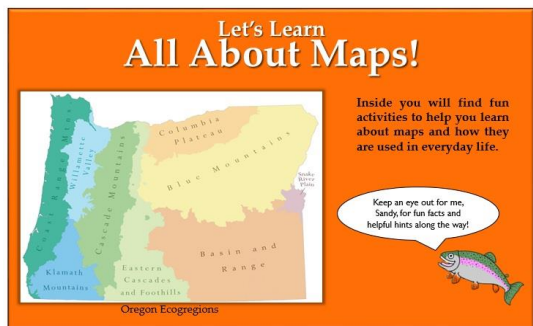 Let's Learn
All About Maps!
Inside you will find fun
activities to help you learn
about maps and how they
are used in everyday life.
Coast Range Mtns
Willamette
Valley
Cascade Mountains
Columbia
Plateau
Blue Mountains
Snake
River
Plain
Klamath
Mountains
Eastern
Cascades
and Foothills
Basin and
Range
Oregon Ecogregions
Keep an eye out for me,
Sandy, for fun facts and
helpful hints along the way!